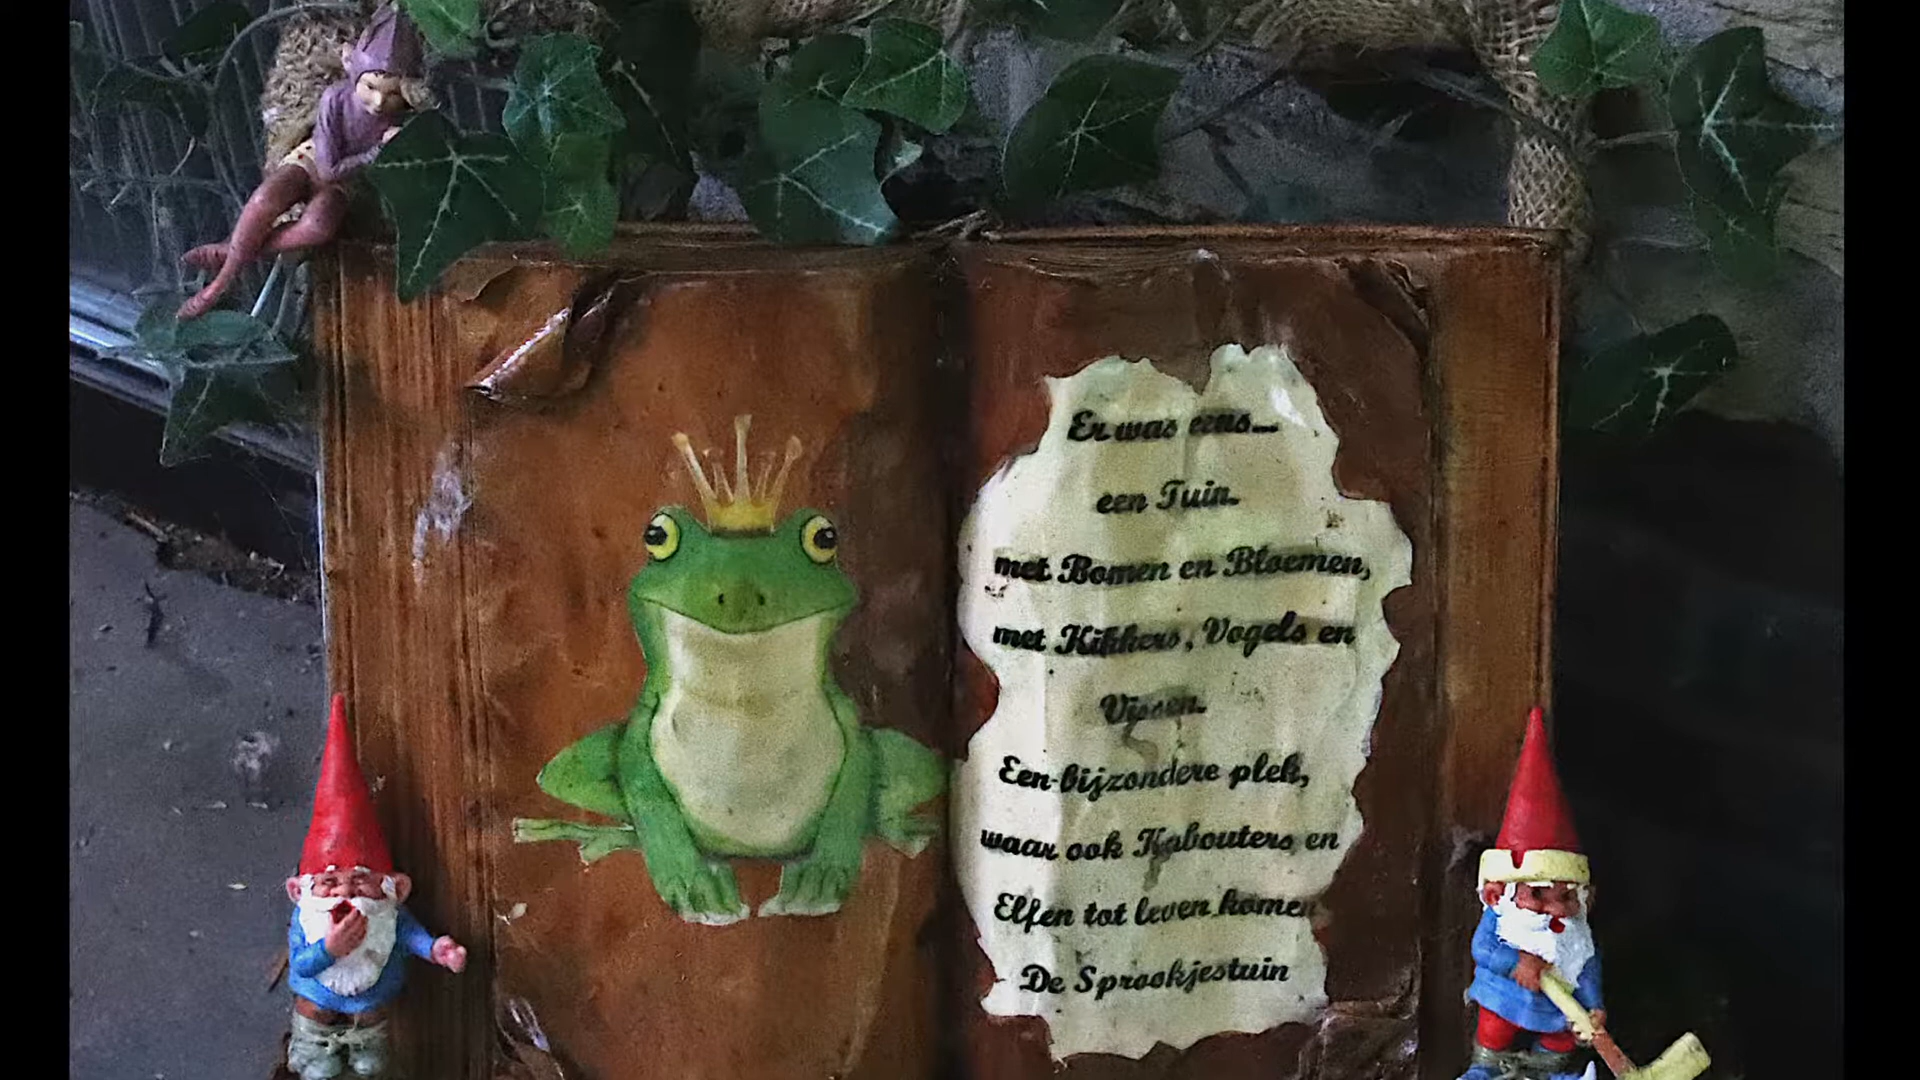 Er was eens...
een Tuin.
met Bomen en Bloemen,
met Kikkers, Vogels en
Vissen.
Een bijzondere plek,
waar ook Kabouters en
Elfen tot leven komen
De Sprookjestuin